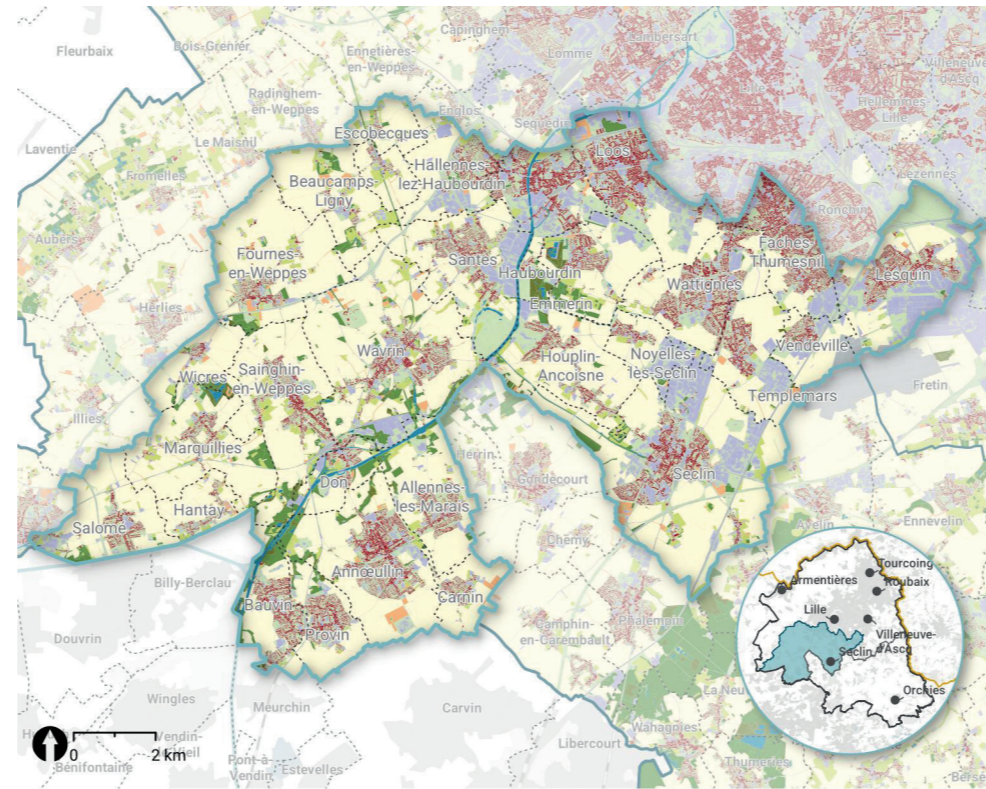 Fleurbaix
Bois-Grenier
Capinghem
Ennetières-
en-Weppes
Lomme
Lambersart
Lille
Villeneuve
d'Ascq
Radinghem-
en-Weppes
Englos
Sequedin
Hellemmes-
Lille
Laventie
Le Maisnil
Escobecques
Loos
Fromelles
Hallennes-
lez-Haubourdin
Lezennes
Beaucamps-
Ligny
Ronchin
Aubers
Fournes-
en-Weppes
Santes
Haubourdin
Faches-
Thumesnil
Lesquin
Wattignies
Herlies
Emmerin
Wavrin
Houplin-
Ancoisne
Noyelles-
lès-Seclin
Vendeville
Wicres
Sainghin-
en-Weppes
Templemars
Fretin
Illies
Marquillies
Herrin
Gondecourt
Seclin
Don
Allennes-
les-Marais
Salomé
Hantay
Chemy
Avelin
Ennevelin
Billy-Berclau
Annœullin
Carnin
Bauvin
Provin
Camphin-
en-Carembault
Phalempin
Douvrin
Wingles
Meurchin
Carvin
La Neu
Wahagnies
Libercourt
Thumeries
Vendin-
Bénifontaine
Pont-à-
Vendin
Estevelles
Berse
0
2 km
Tourcoing
Armentières
Roubaix
Lille
Villeneuve-
d'Ascq
Seclin
Orchies